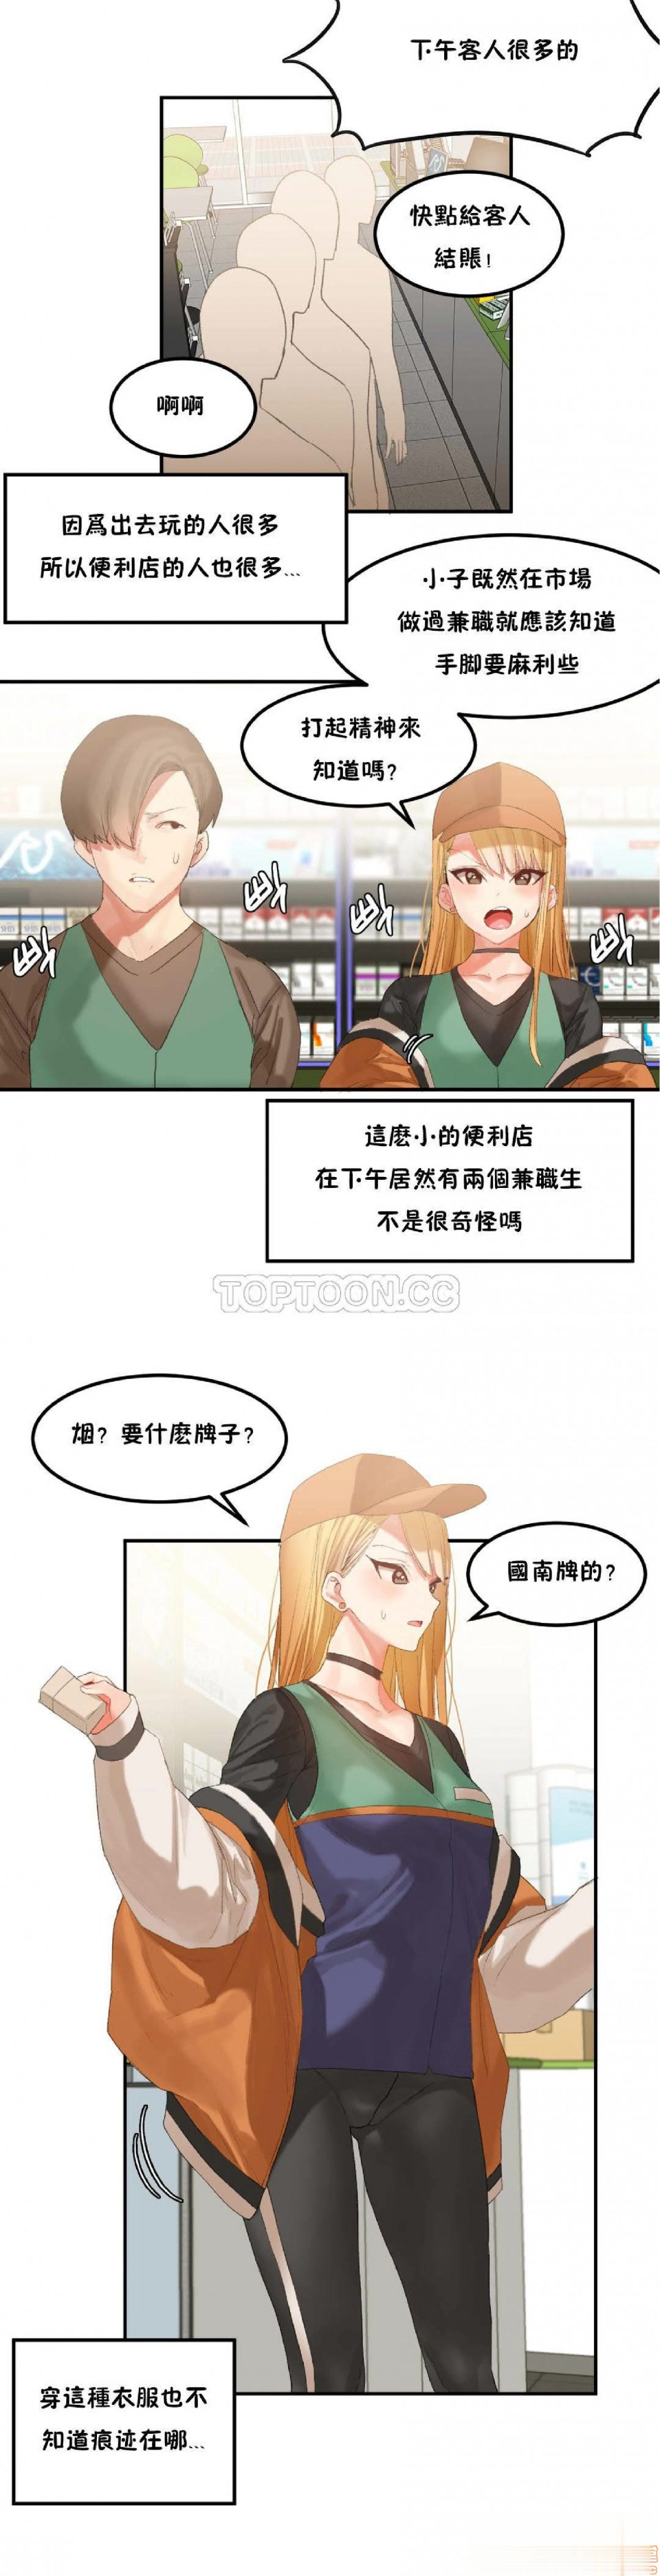 下午客人很多的
快點給客人
結賬!
啊啊
因爲出去玩的人很多
所以便利店的人也很多...
小子既然在市場
做過兼職就應該知道
手脚要麻利些
打起精神來
知道嗎?
這麽小的便利店
在下午居然有兩個兼職生
不是很奇怪嗎
TOPTOON.CC
烟? 要什麽牌子?
國南牌的?
穿這種衣服也不
知道痕迹在哪...